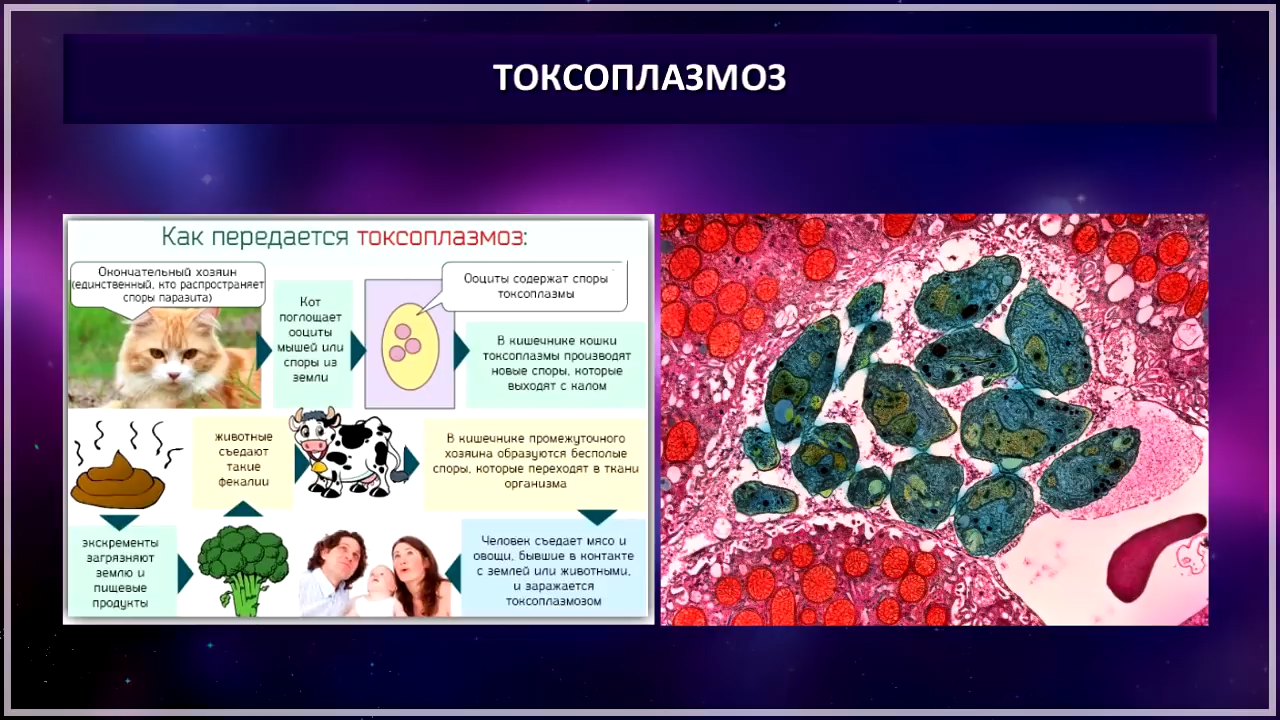 ТОКСОПЛАЗМОЗ
Как передается токсоплазмоз:
Окончательный хозяин
(единственный, кто распространяет
споры паразита)
Кот
поглощает
ооциты
мышей или
споры из
земли
Ооциты содержат споры
токсоплазмы
В кишечнике кошки
токсоплазмы производят
новые споры, которые
выходят с калом
животные
съедают
такие
фекалии
В кишечнике промежуточного
хозяина образуются бесполые
споры, которые переходят в ткани
организма
экскременты
загрязняют
землю и
пищевые
продукты
Человек съедает мясо и
овощи, бывшие в контакте
с землей или животными,
и заражается
токсоплазмозом